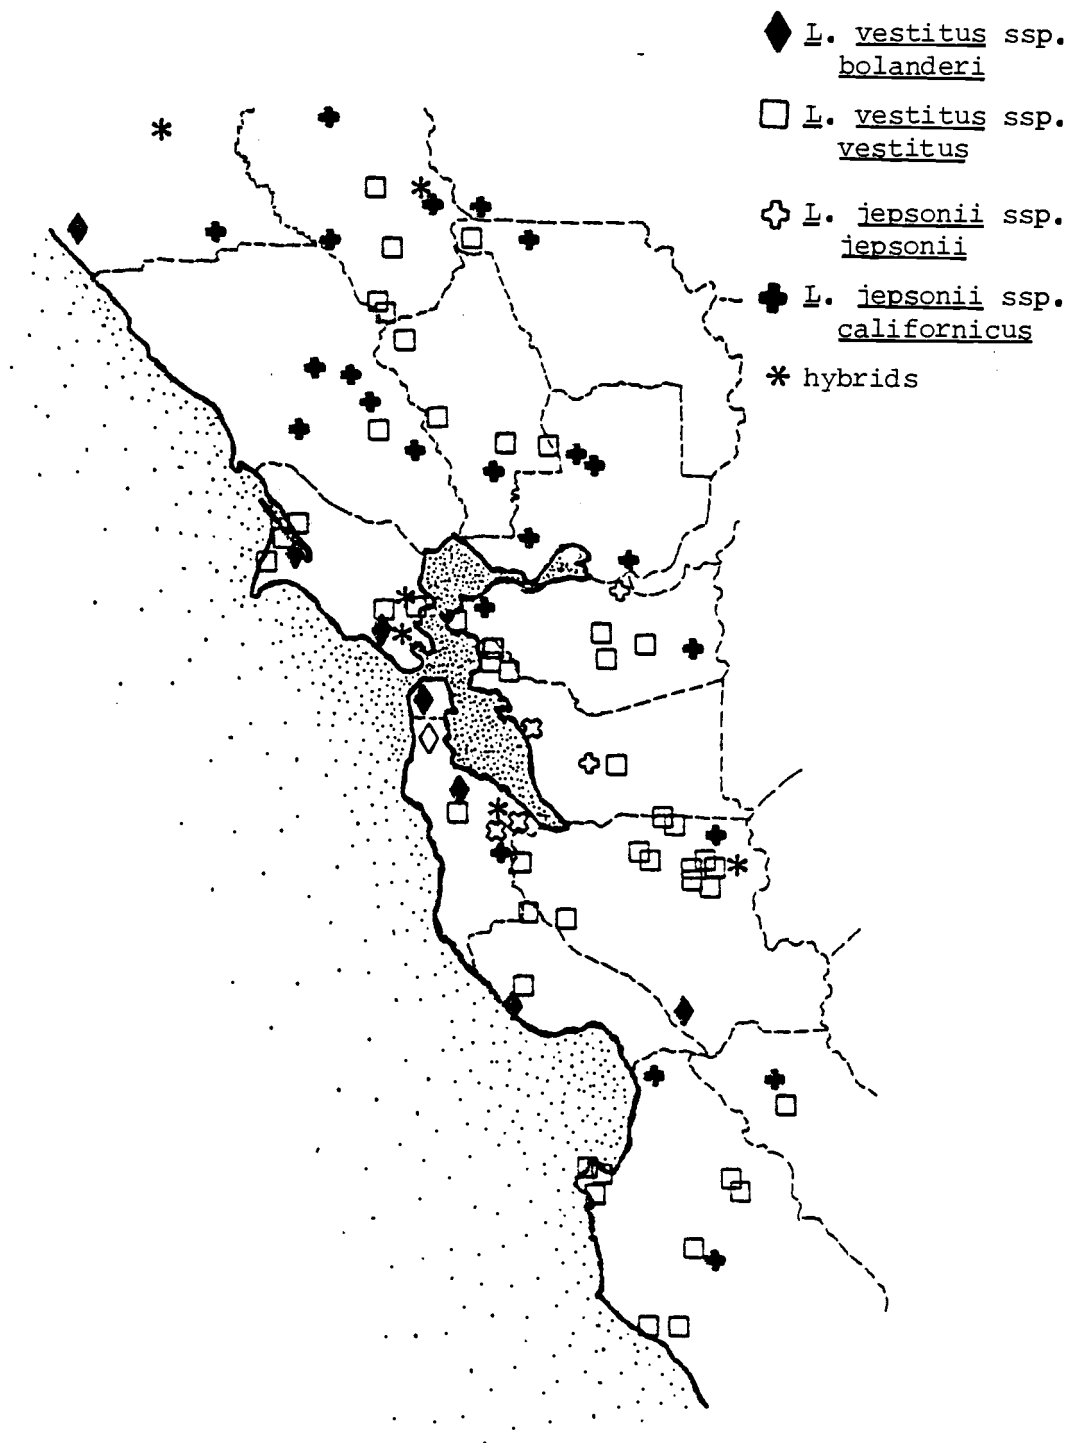 L. vestitus ssp.
bolanderi
L. vestitus ssp.
vestitus
L. jepsonii ssp.
jepsonii
L. jepsonii ssp.
californicus
hybrids